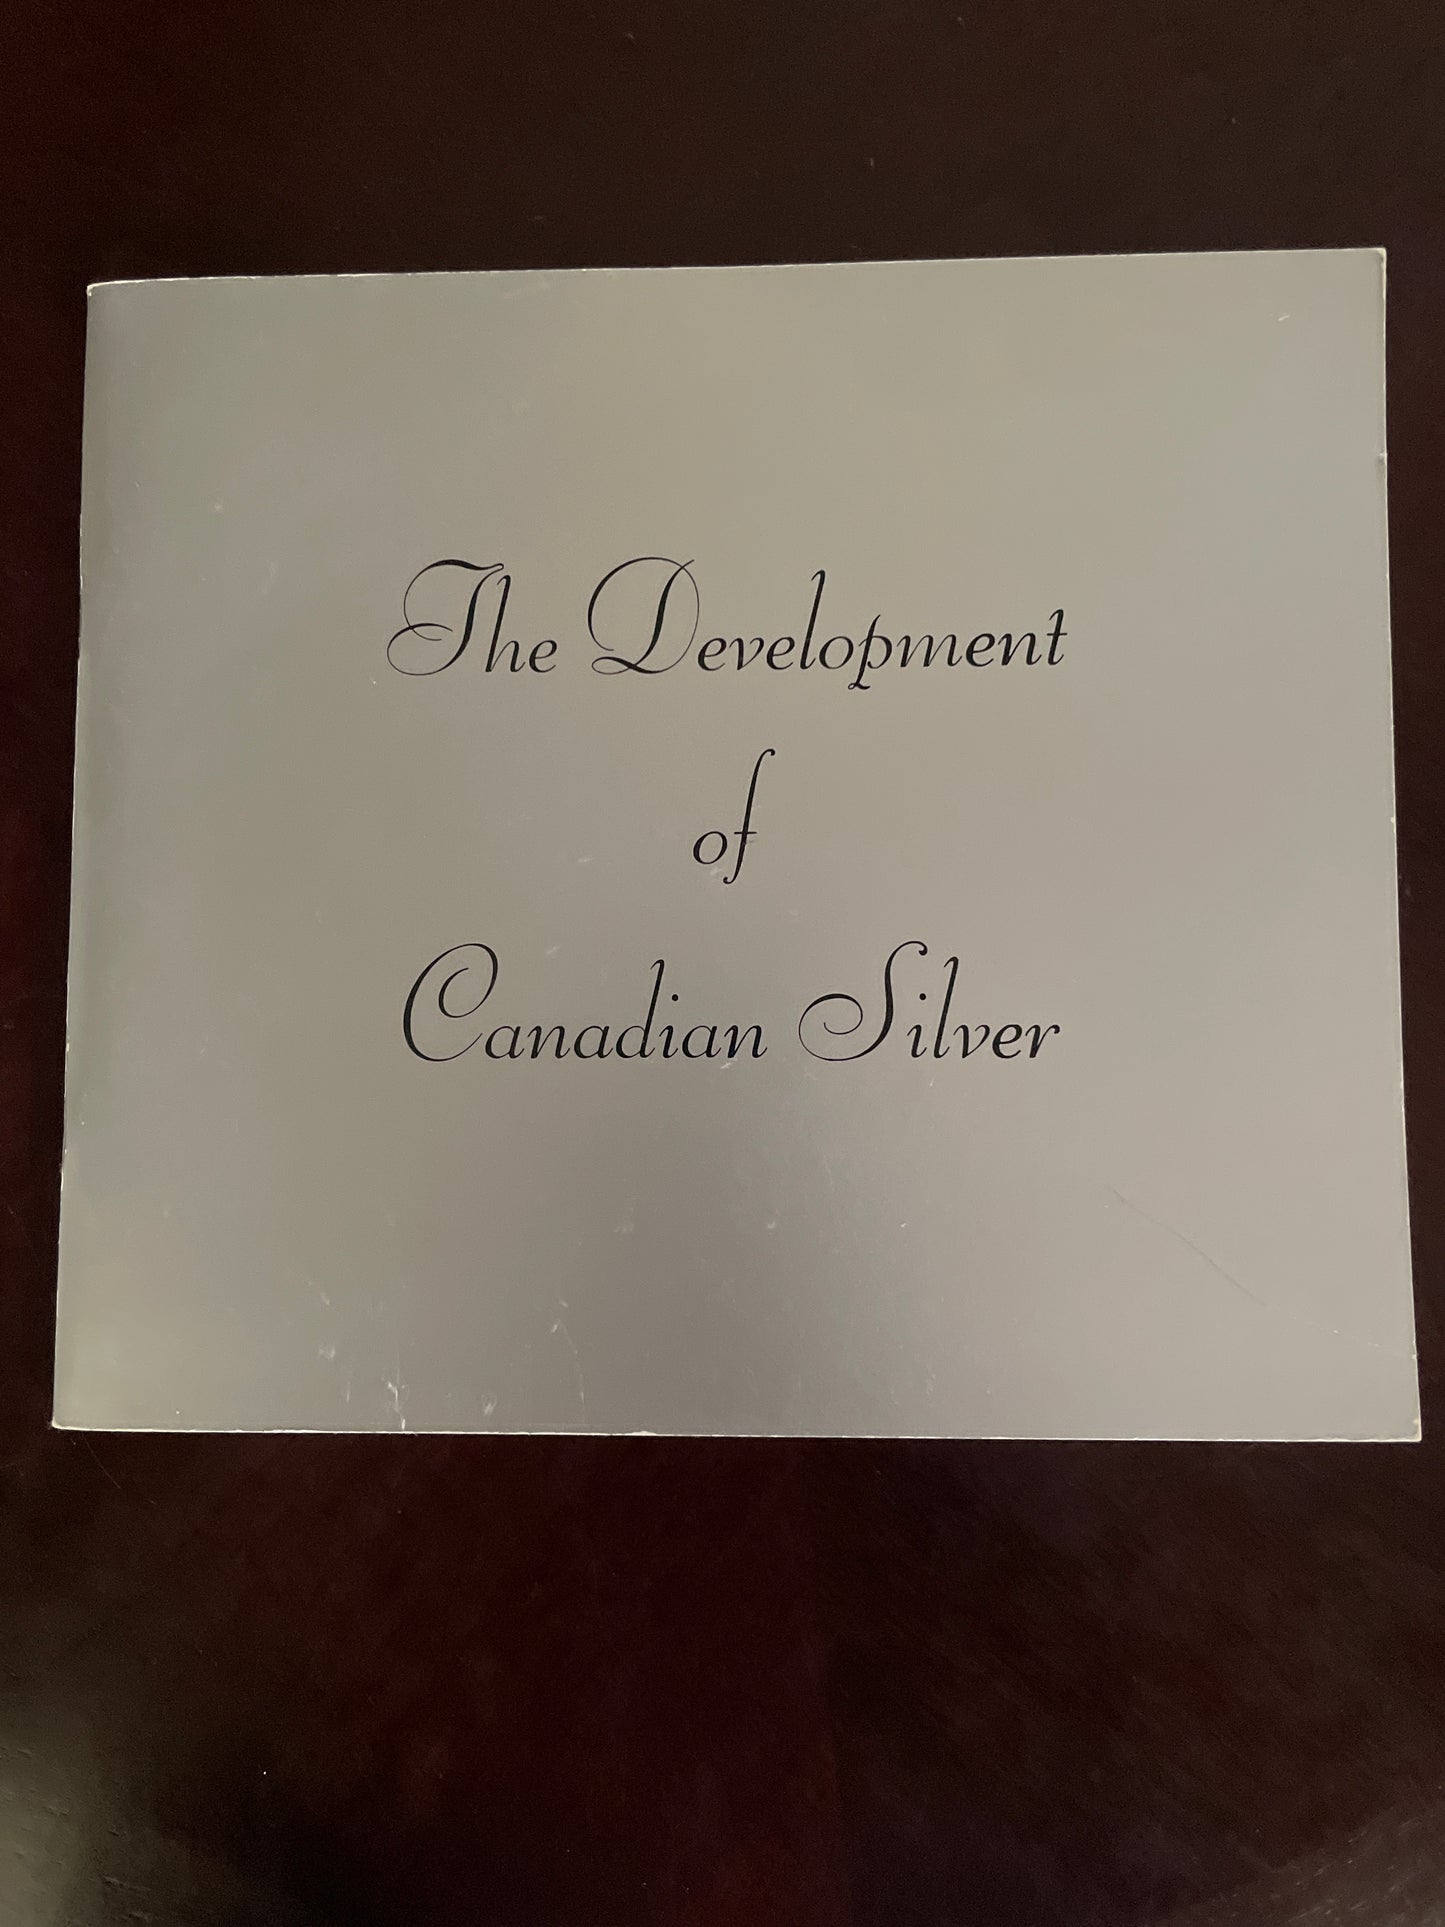 The Development
of
Canadian Silver